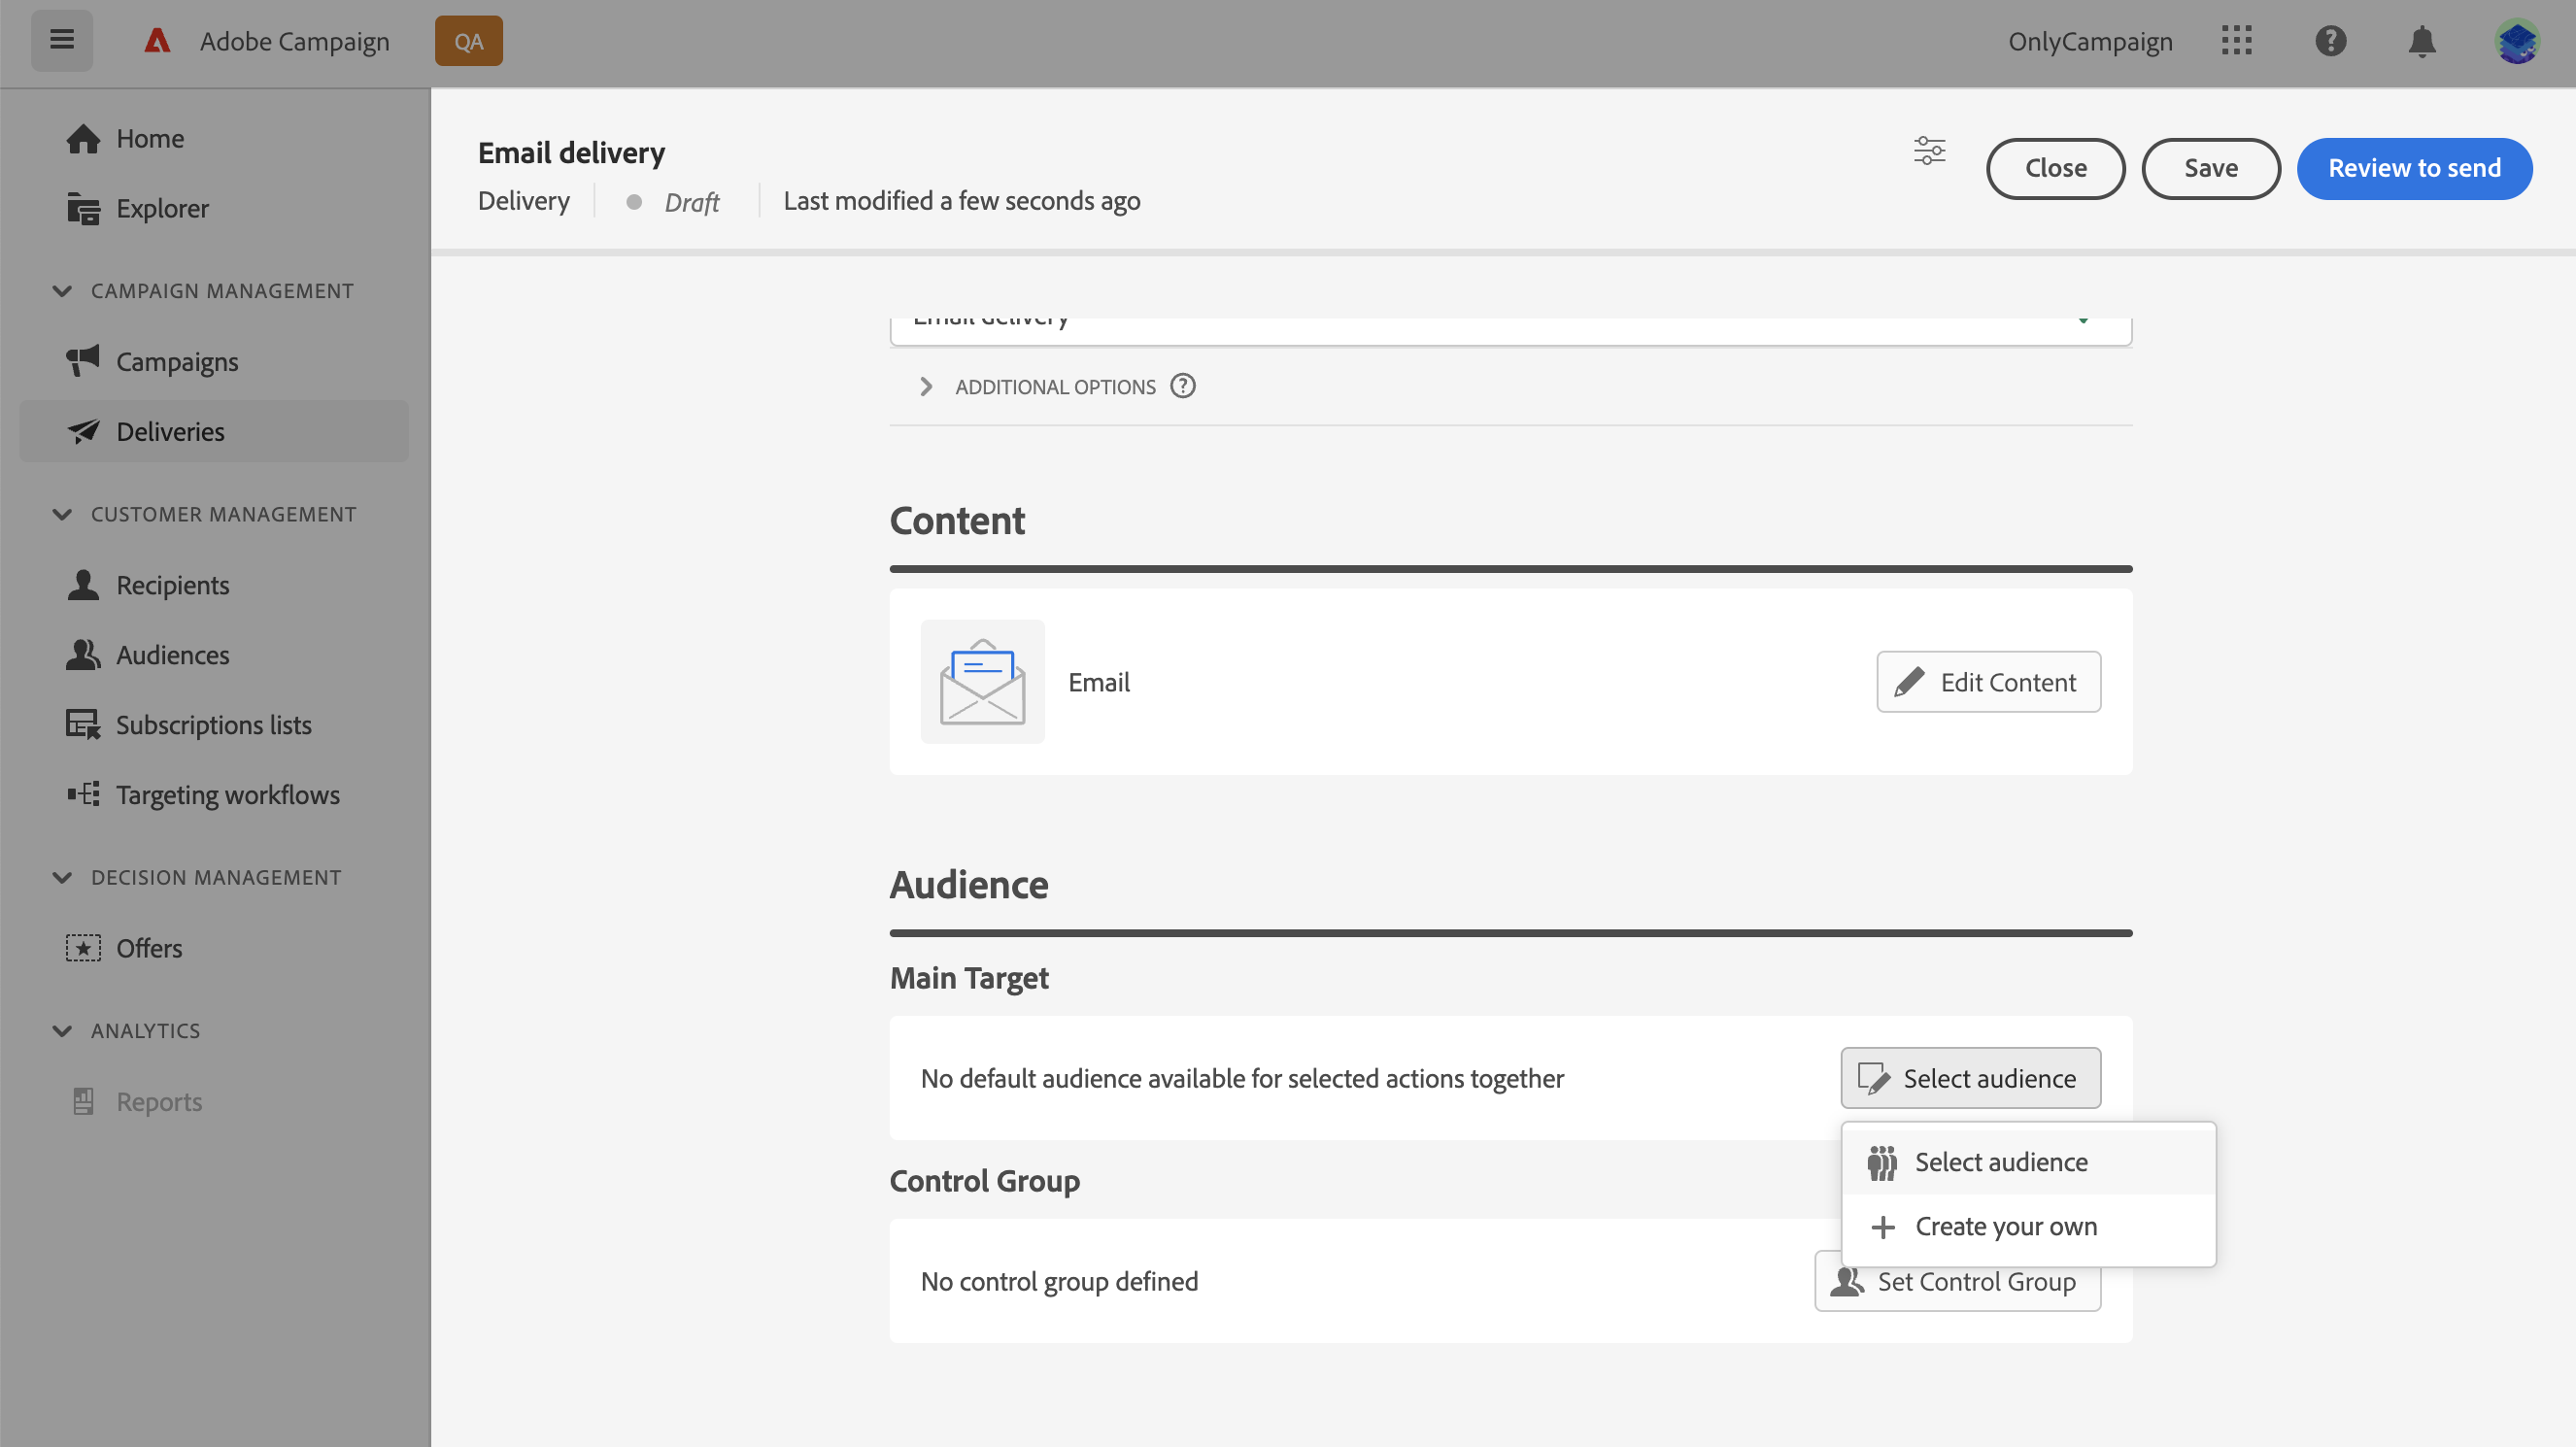 Adobe Campaign
QA
OnlyCampaign
Home
Explorer
CAMPAIGN MANAGEMENT
Campaigns
Deliveries
CUSTOMER MANAGEMENT
Recipients
Audiences
Subscriptions lists
Targeting workflows
DECISION MANAGEMENT
Offers
ANALYTICS
Reports
Email delivery
Delivery
Draft
Last modified a few seconds ago
Close
Save
Review to send
Email delivery
ADDITIONAL OPTIONS
Content
Email
Edit Content
Audience
Main Target
No default audience available for selected actions together
Select audience
Select audience
Create your own
Control Group
No control group defined
Set Control Group